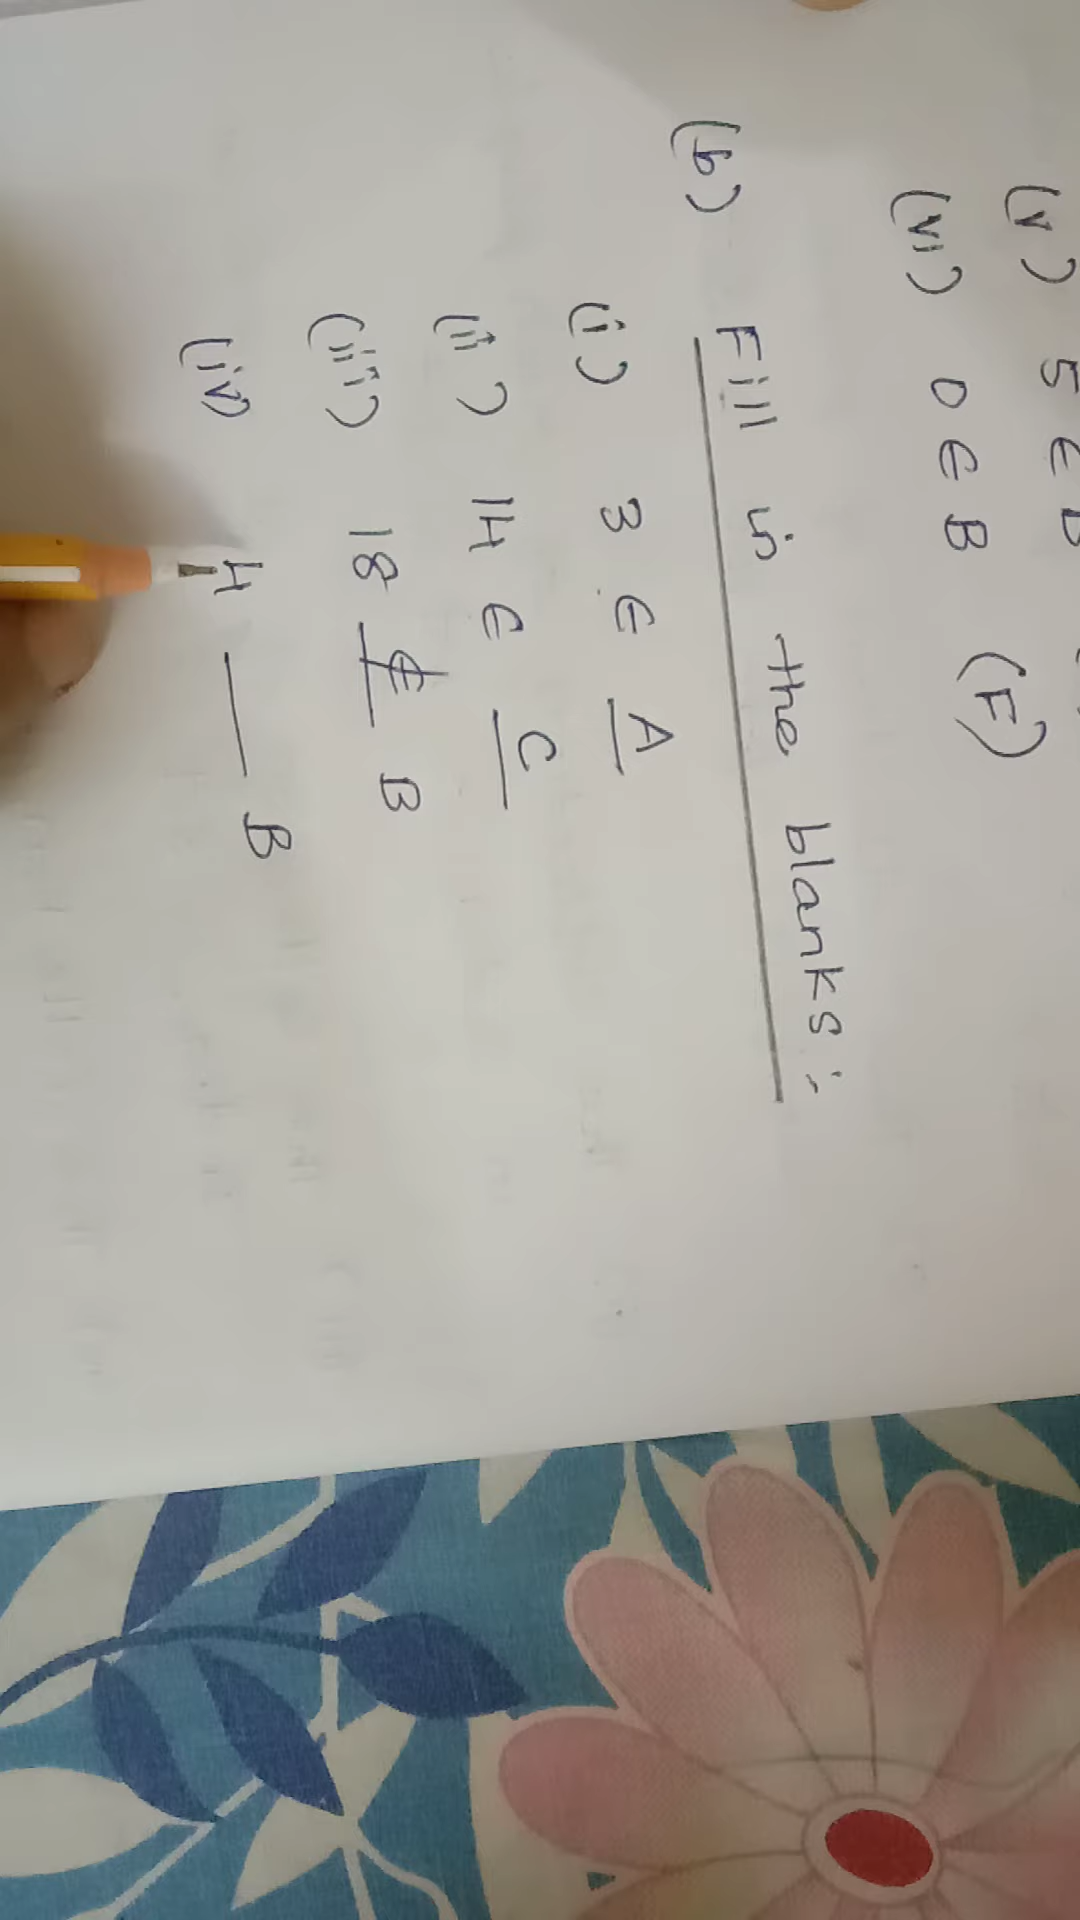 (v) 5 ∈ B
(vi) 0 ∈ B (F)
(b) Fill in the blanks :-
(i) 3 ∈ A
(ii) 14 ∈ C
(iii) 18 ∉ B
(iv) 4 ___ B